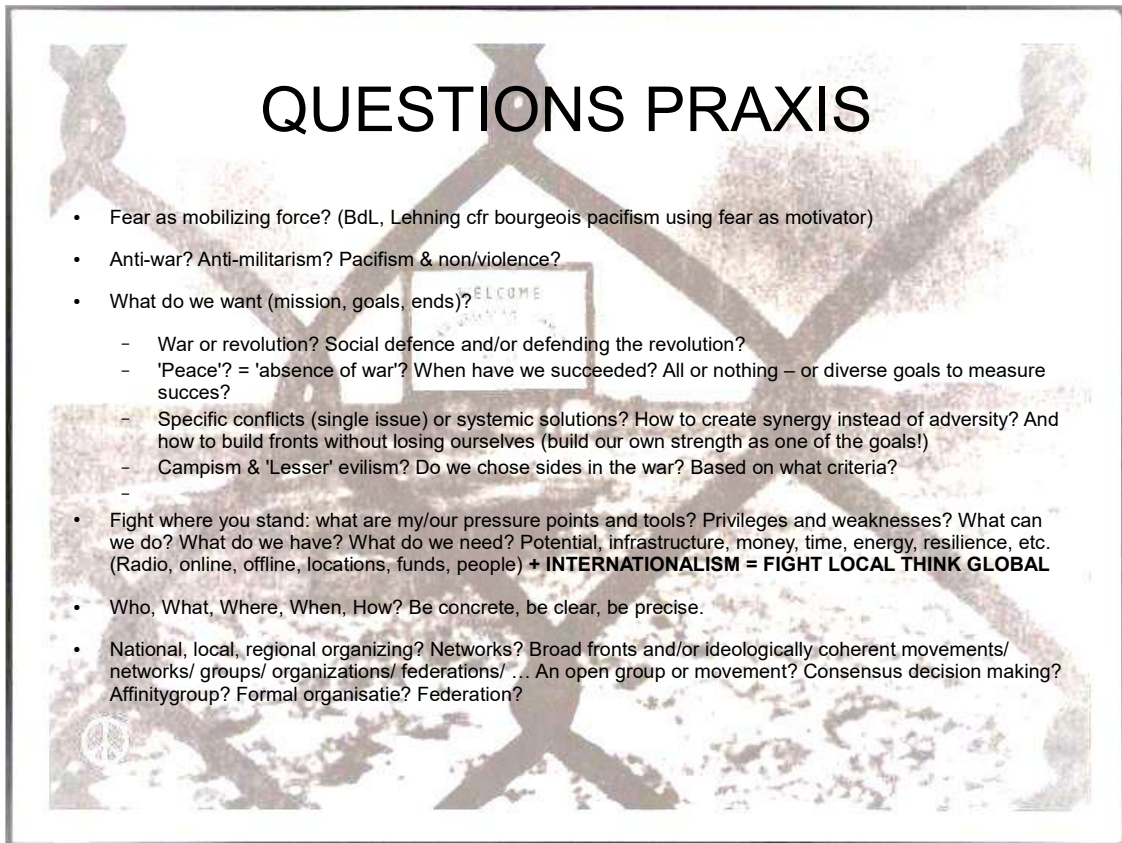 QUESTIONS PRAXIS
• Fear as mobilizing force? (BdL, Lehning cfr bourgeois pacifism using fear as motivator)
• Anti-war? Anti-militarism? Pacifism & non/violence?
WELCOME
• What do we want (mission, goals, ends)?
– War or revolution? Social defence and/or defending the revolution?
– 'Peace'? = 'absence of war'? When have we succeeded? All or nothing – or diverse goals to measure
succes?
– Specific conflicts (single issue) or systemic solutions? How to create synergy instead of adversity? And
how to build fronts without losing ourselves (build our own strength as one of the goals!)
– Campism & 'Lesser' evilism? Do we chose sides in the war? Based on what criteria?
–
• Fight where you stand: what are my/our pressure points and tools? Privileges and weaknesses? What can
we do? What do we have? What do we need? Potential, infrastructure, money, time, energy, resilience, etc.
(Radio, online, offline, locations, funds, people) + INTERNATIONALISM = FIGHT LOCAL THINK GLOBAL
• Who, What, Where, When, How? Be concrete, be clear, be precise.
• National, local, regional organizing? Networks? Broad fronts and/or ideologically coherent movements/
networks/ groups/ organizations/ federations/ … An open group or movement? Consensus decision making?
Affinitygroup? Formal organisatie? Federation?